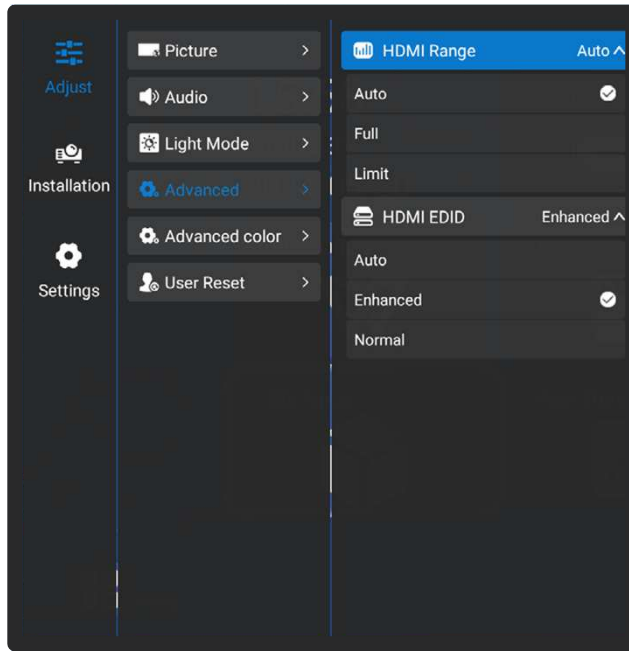 Adjust
Installation
Settings
Picture
Audio
Light Mode
Advanced
Advanced color
User Reset
HDMI Range Auto
Auto
Full
Limit
HDMI EDID Enhanced
Auto
Enhanced
Normal